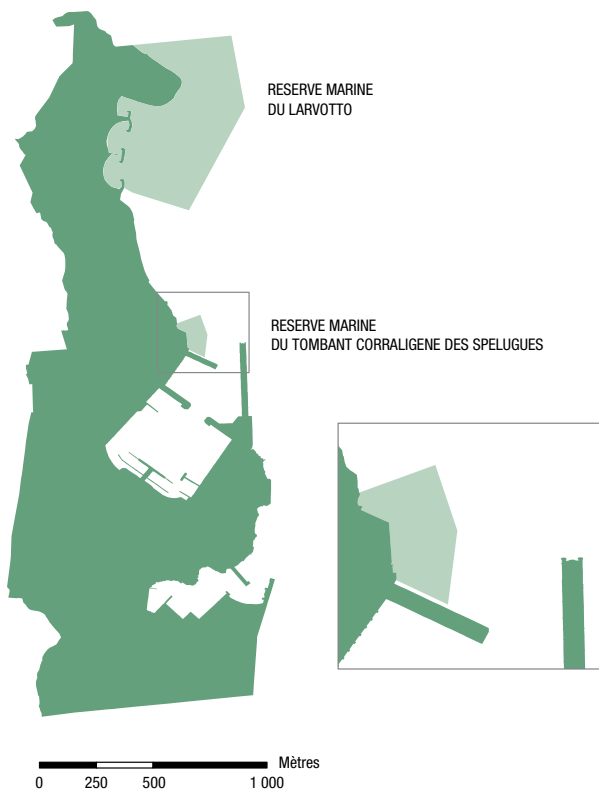 RESERVE MARINE
DU LARVOTTO
RESERVE MARINE
DU TOMBANT CORRALIGENE DES SPELUGUES
Mètres
0 250 500 1 000